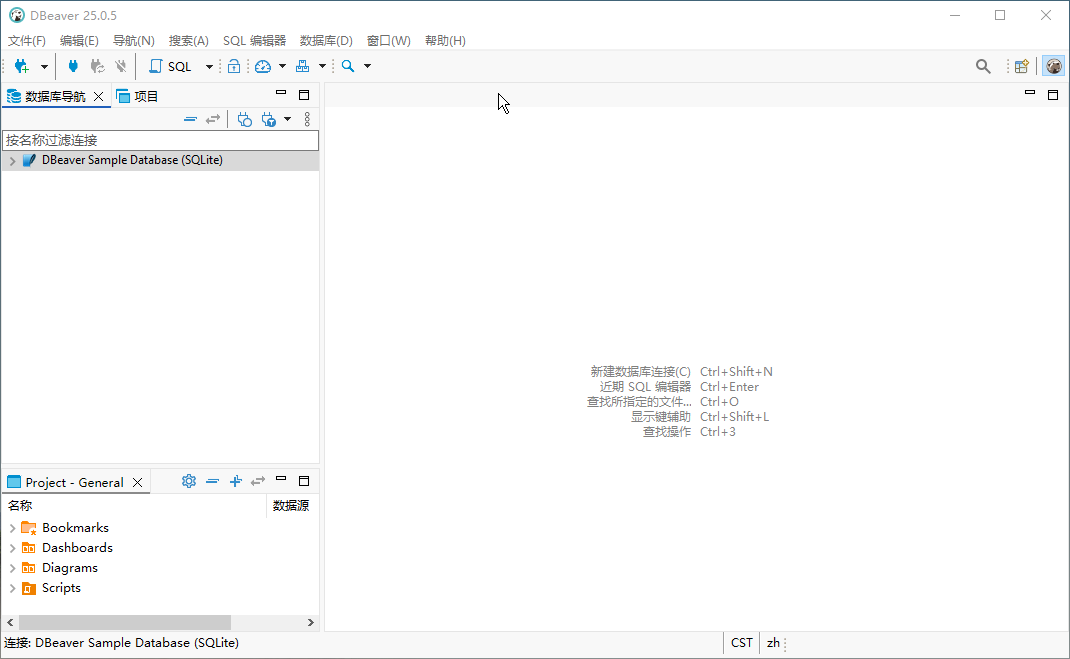 DBeaver 25.0.5
文件(F) 编辑(E) 导航(N) 搜索(A) SQL 编辑器 数据库(D) 窗口(W) 帮助(H)
SQL
数据库导航 项目
按名称过滤连接
DBeaver Sample Database (SQLite)
新建数据库连接(C) Ctrl+Shift+N
近期 SQL 编辑器 Ctrl+Enter
查找所指定的文件... Ctrl+O
显示键辅助 Ctrl+Shift+L
查找操作 Ctrl+3
Project - General
名称 数据源
Bookmarks
Dashboards
Diagrams
Scripts
连接: DBeaver Sample Database (SQLite) CST zh